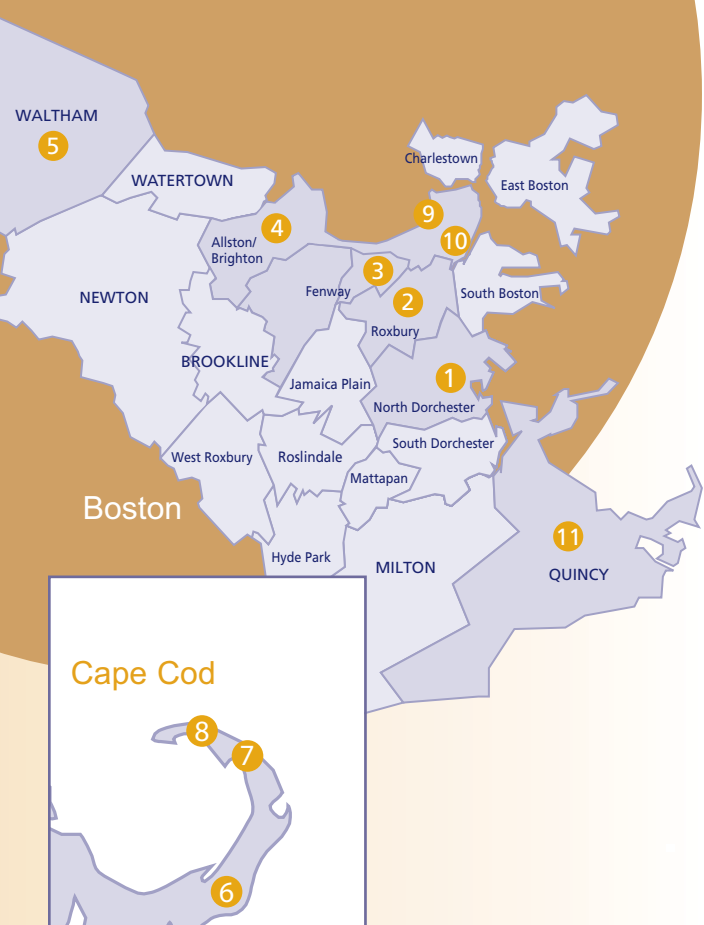 WALTHAM
5
Charlestown
WATERTOWN
East Boston
9
4
10
Allston/
Brighton
3
NEWTON
Fenway
2
South Boston
Roxbury
BROOKLINE
1
Jamaica Plain
North Dorchester
South Dorchester
West Roxbury
Roslindale
Mattapan
Boston
11
Hyde Park
MILTON
QUINCY
Cape Cod
8
7
6